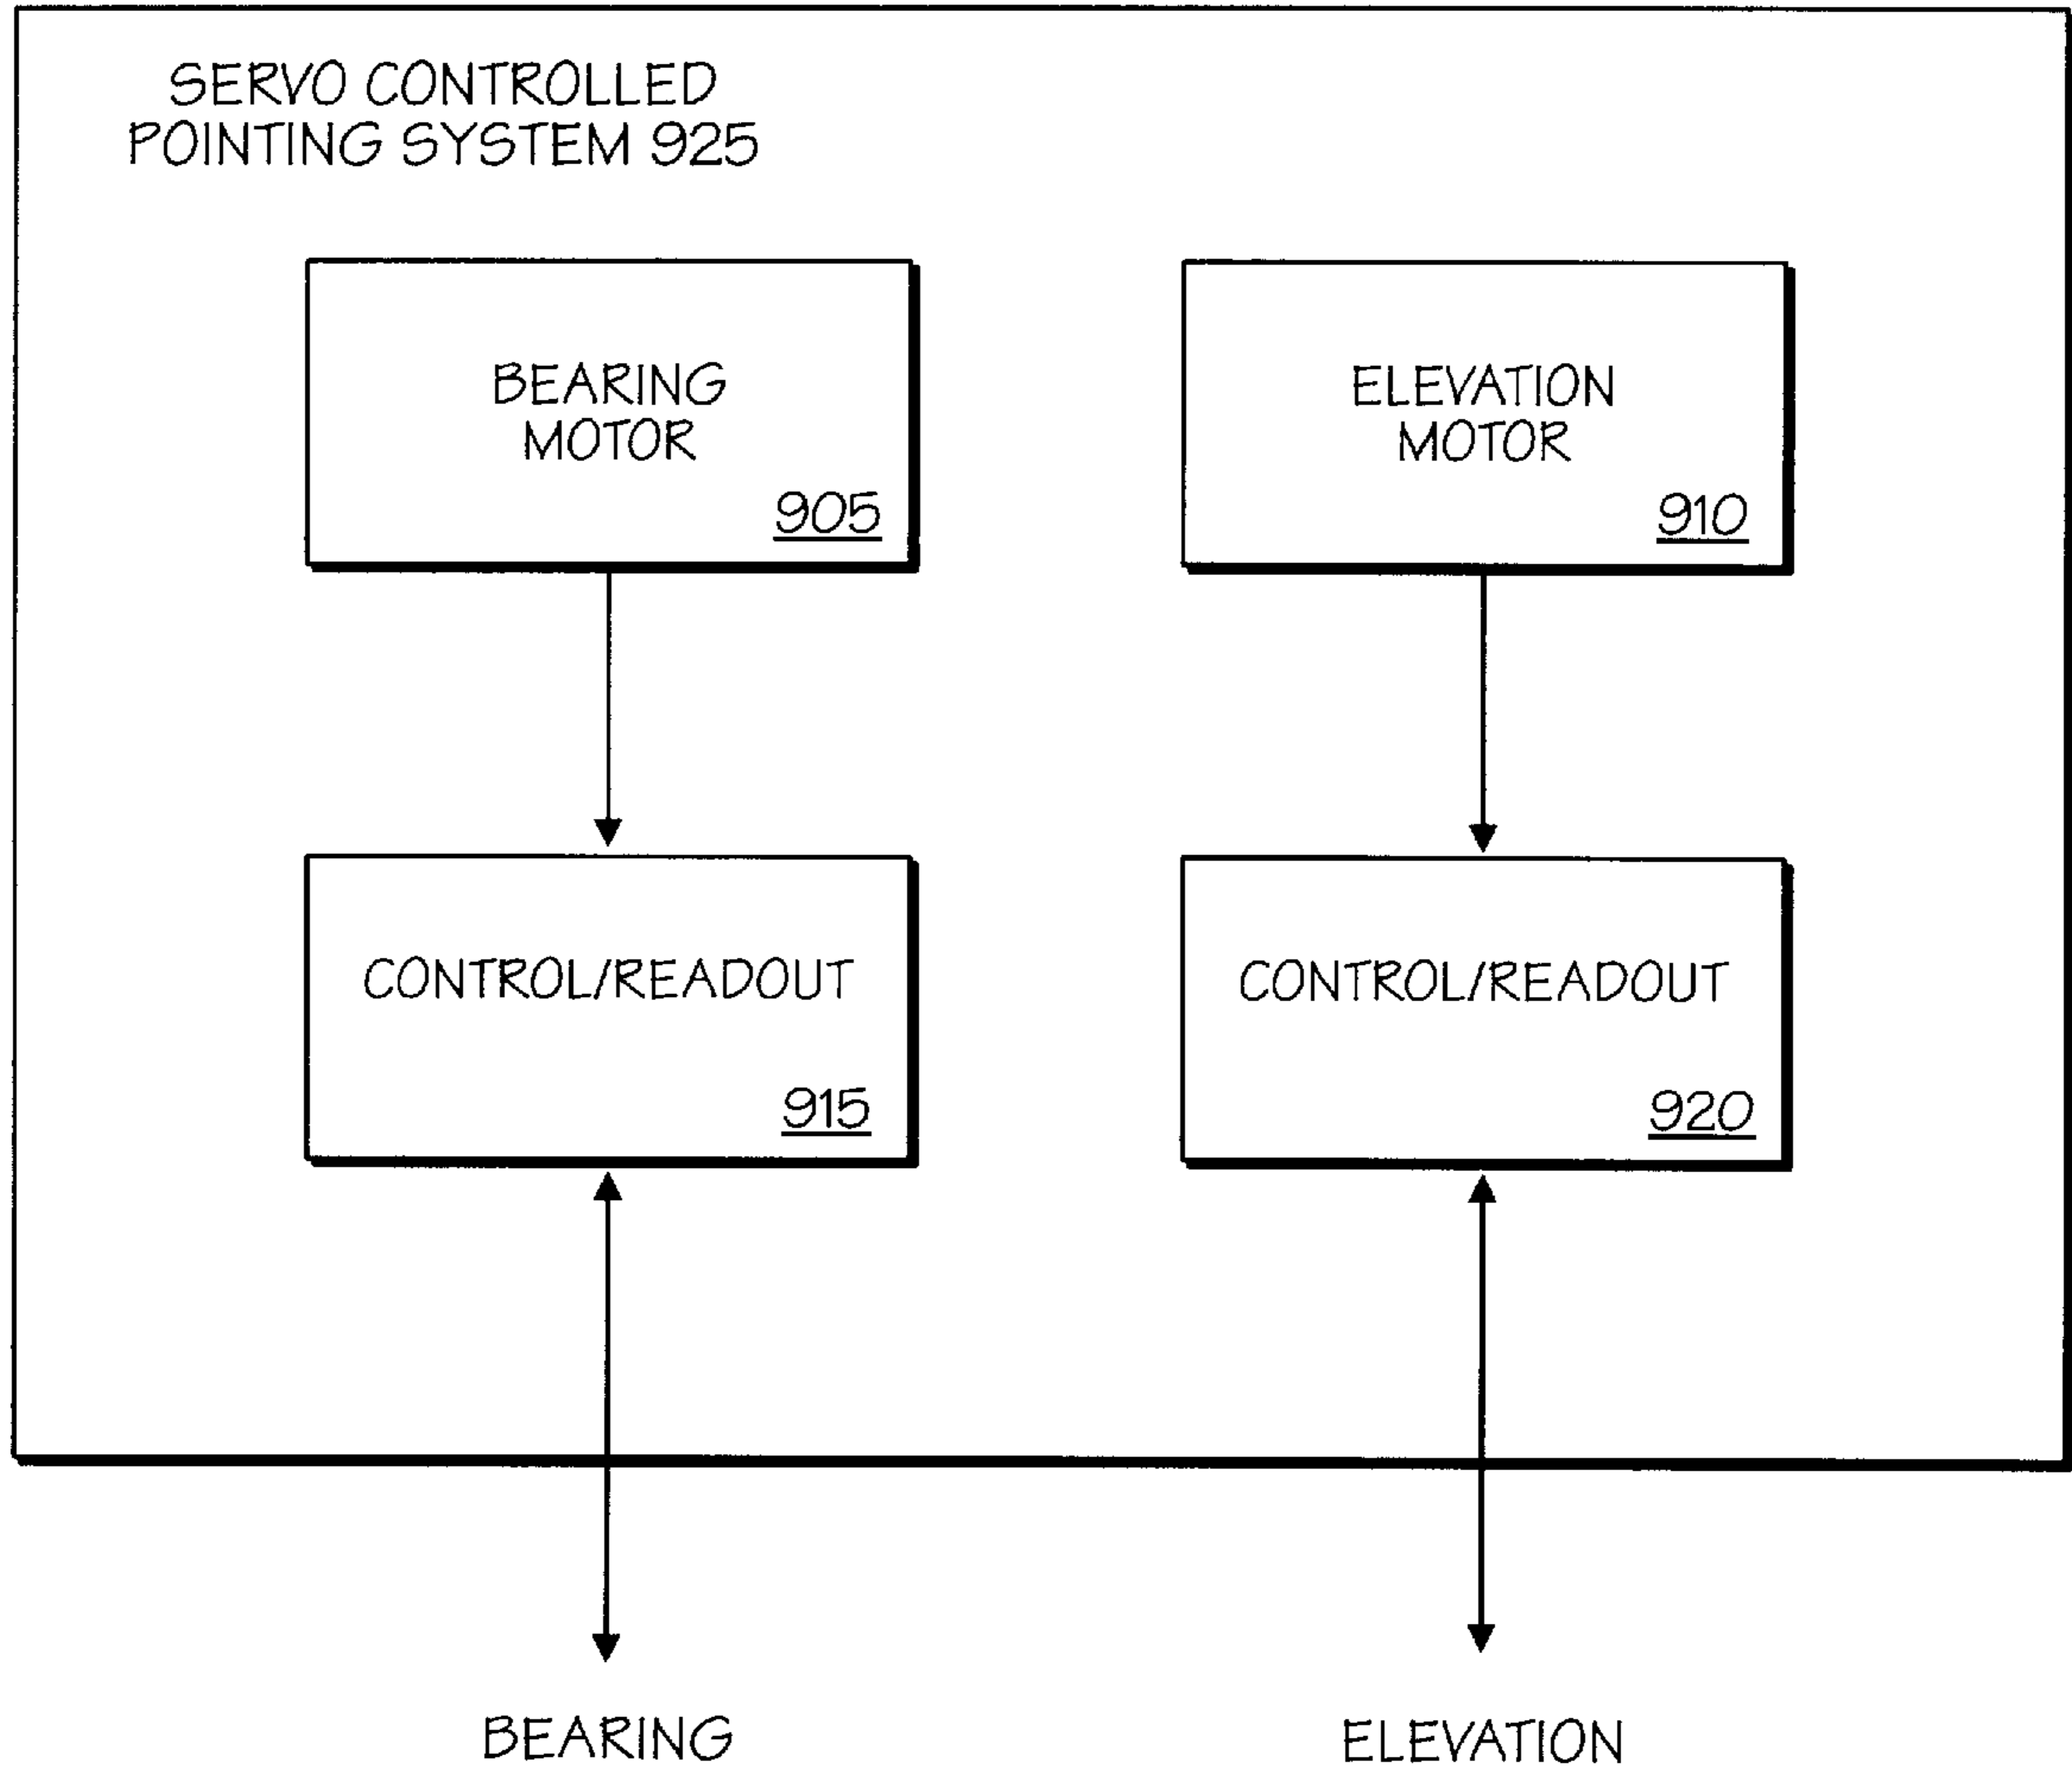 SERVO CONTROLLED
POINTING SYSTEM 925
BEARING
MOTOR
905
ELEVATION
MOTOR
910
CONTROL/READOUT
915
CONTROL/READOUT
920
BEARING
ELEVATION